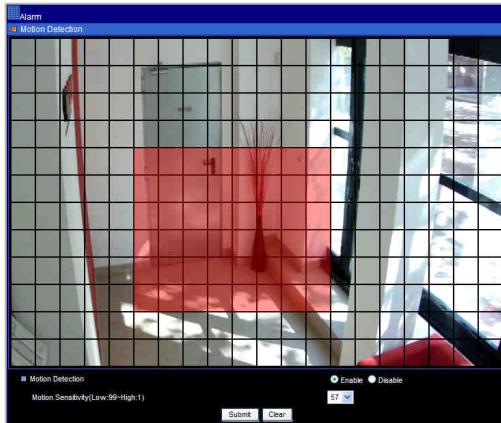 Alarm
Motion Detection
Motion Detection Enable Disable
Motion Sensitivity(Low:99~High:1) 57
Submit Clear